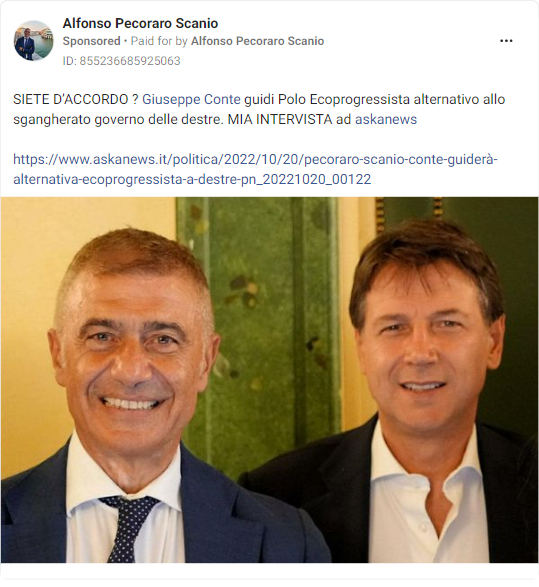 Alfonso Pecoraro Scanio
Sponsored • Paid for by Alfonso Pecoraro Scanio
ID: 855236685925063
SIETE D'ACCORDO ? Giuseppe Conte guidi Polo Ecoprogressista alternativo allo
sgangherato governo delle destre. MIA INTERVISTA ad askanews
https://www.askanews.it/politica/2022/10/20/pecoraro-scanio-conte-guiderà-
alternativa-ecoprogressista-a-destre-pn_20221020_00122